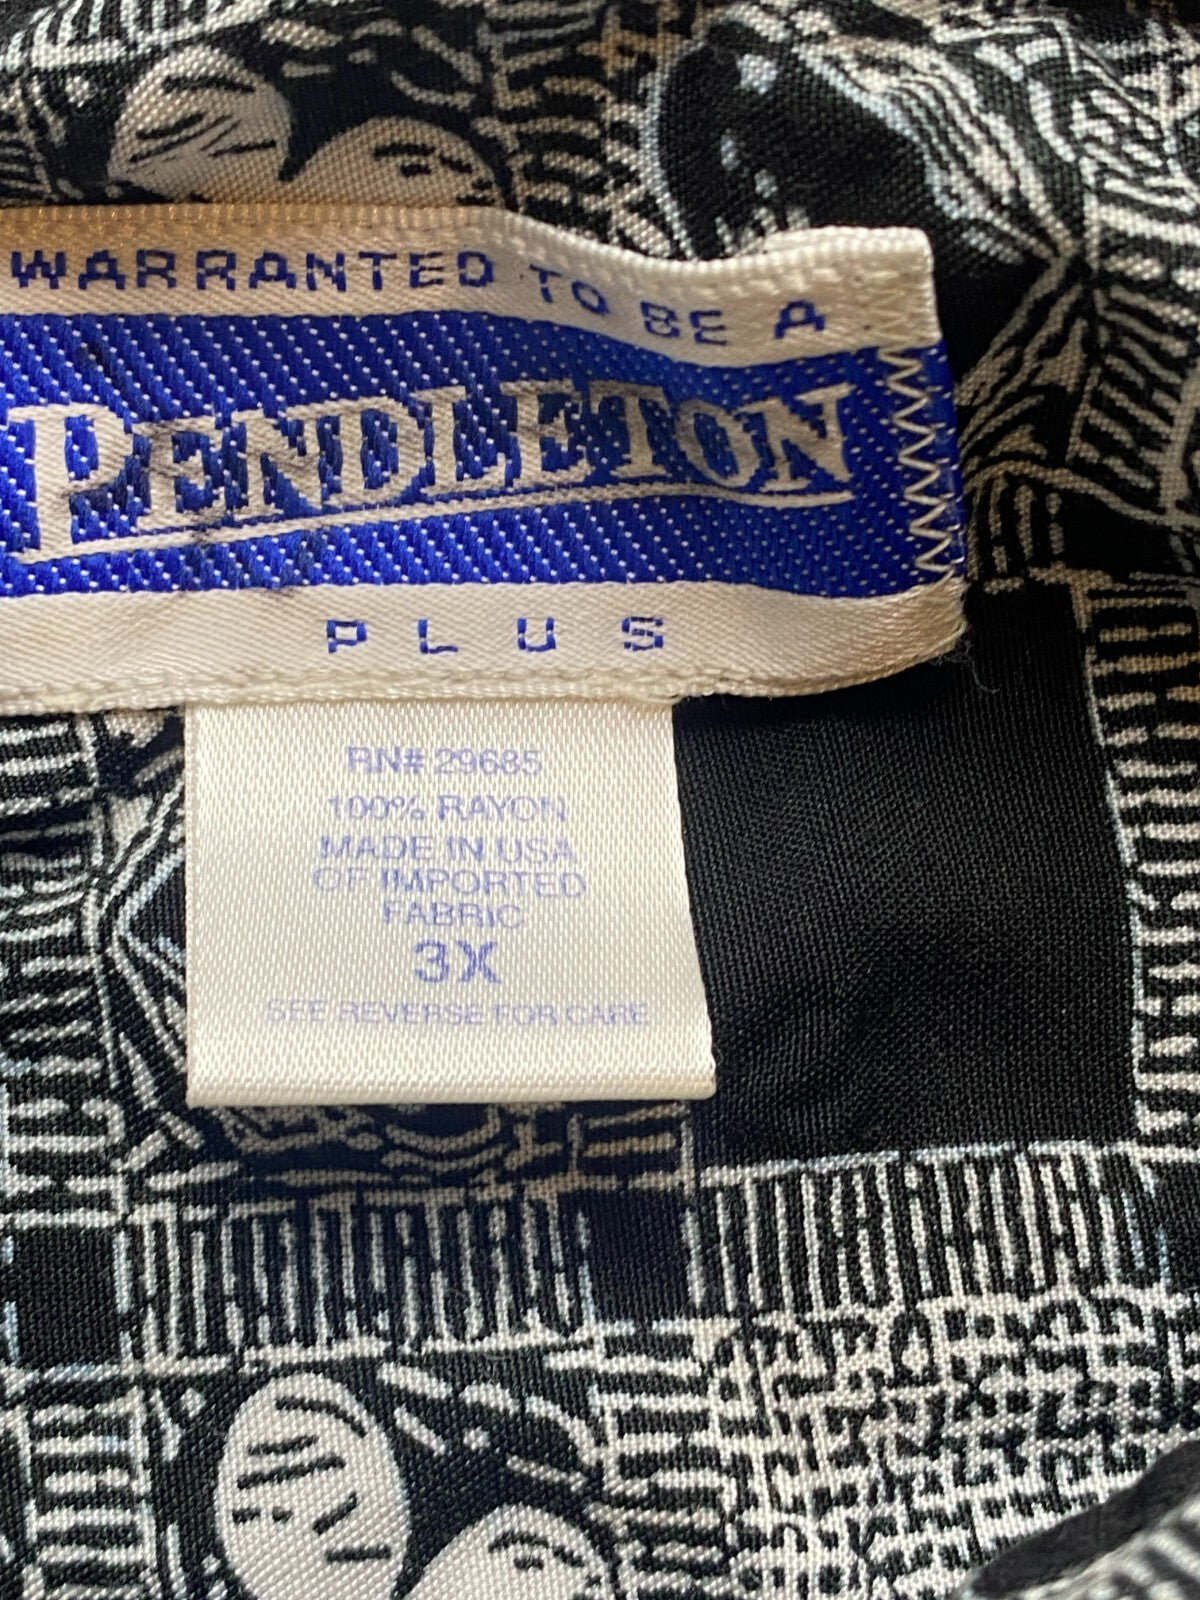 WARRANTED TO BE A
PENDLETON
PLUS
RN# 29685
100% RAYON
MADE IN USA
OF IMPORTED
FABRIC
3X
SEE REVERSE FOR CARE